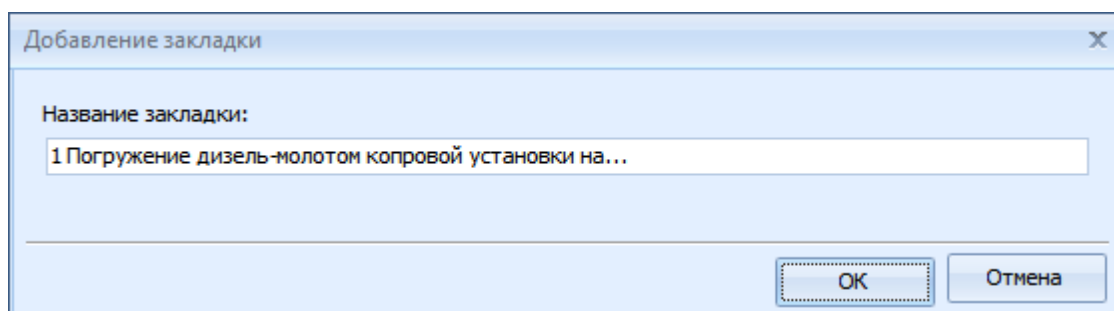 Добавление закладки
Название закладки:
1 Погружение дизель-молотом копровой установки на...
ОК
Отмена